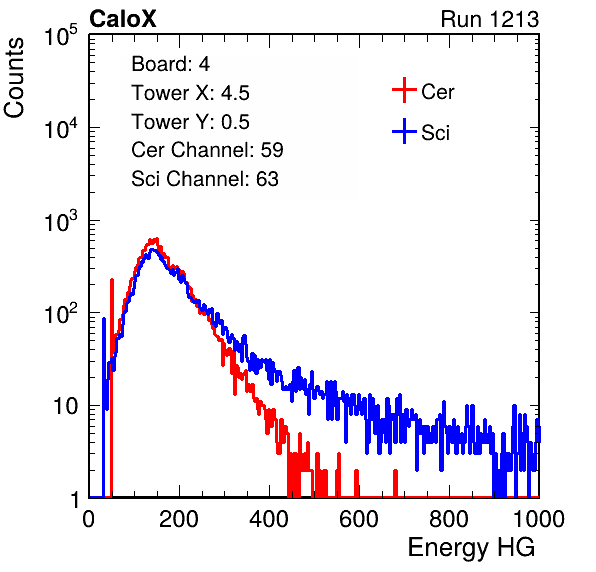 CaloX Run 1213
Counts
Board: 4
Tower X: 4.5
Tower Y: 0.5
Cer Channel: 59
Sci Channel: 63
Cer
Sci
10^5
10^4
10^3
10^2
10
1
0 200 400 600 800 1000
Energy HG